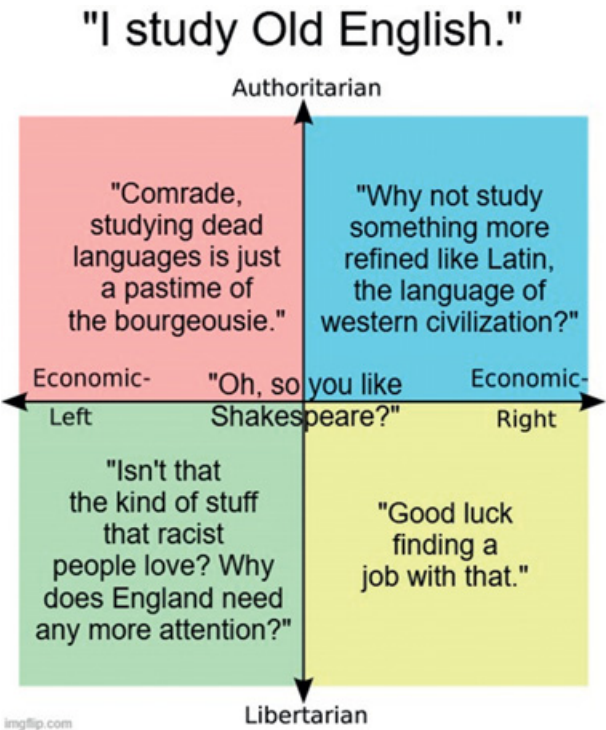 "I study Old English."
Authoritarian
"Comrade,
studying dead
languages is just
a pastime of
the bourgeousie."
"Why not study
something more
refined like Latin,
the language of
western civilization?"
Economic-
Left
"Oh, so you like
Shakespeare?"
Economic-
Right
"Isn't that
the kind of stuff
that racist
people love? Why
does England need
any more attention?"
"Good luck
finding a
job with that."
Libertarian
imgflip.com